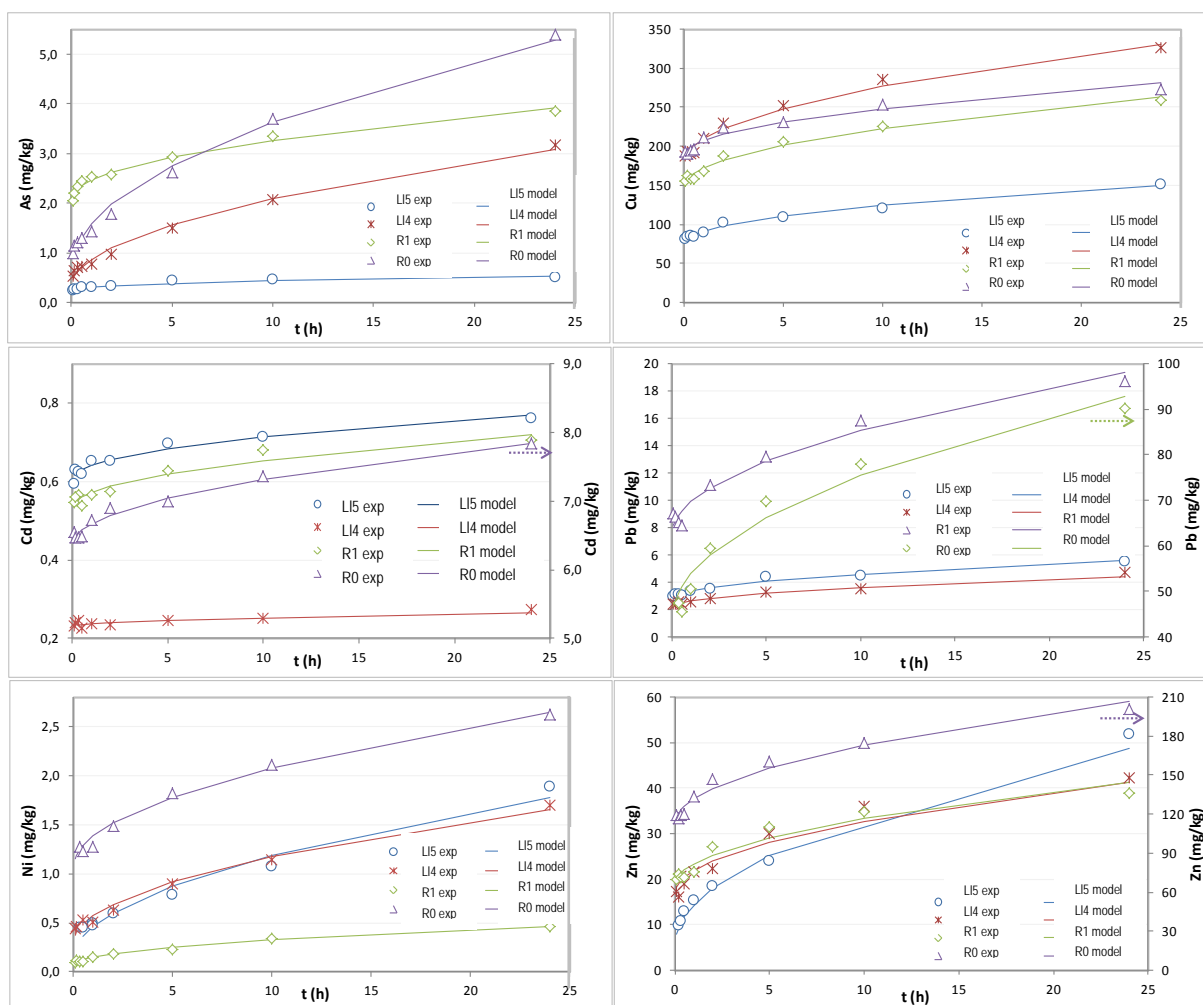 As (mg/kg)
5,0
4,0
3,0
2,0
1,0
0,0
0 5 10 15 20 25
t (h)
LI5 exp LI5 model
LI4 exp LI4 model
R1 exp R1 model
R0 exp R0 model
Cu (mg/kg)
350
300
250
200
150
100
50
0
0 5 10 15 20 25
t (h)
LI5 exp LI5 model
LI4 exp LI4 model
R1 exp R1 model
R0 exp R0 model
Cd (mg/kg)
0,8
0,6
0,4
0,2
0 5 10 15 20 25
t (h)
9,0
8,0
7,0
6,0
5,0
Cd (mg/kg)
LI5 exp LI5 model
LI4 exp LI4 model
R1 exp R1 model
R0 exp R0 model
Pb (mg/kg)
20
18
16
14
12
10
8
6
4
2
0
0 5 10 15 20 25
t (h)
100
90
80
70
60
50
40
Pb (mg/kg)
LI5 exp LI5 model
LI4 exp LI4 model
R1 exp R1 model
R0 exp R0 model
Ni (mg/kg)
2,5
2,0
1,5
1,0
0,5
0,0
0 5 10 15 20 25
t (h)
LI5 exp LI5 model
LI4 exp LI4 model
R1 exp R1 model
R0 exp R0 model
Zn (mg/kg)
60
50
40
30
20
10
0
0 5 10 15 20 25
t (h)
210
180
150
120
90
60
30
0
Zn (mg/kg)
LI5 exp LI5 model
LI4 exp LI4 model
R1 exp R1 model
R0 exp R0 model